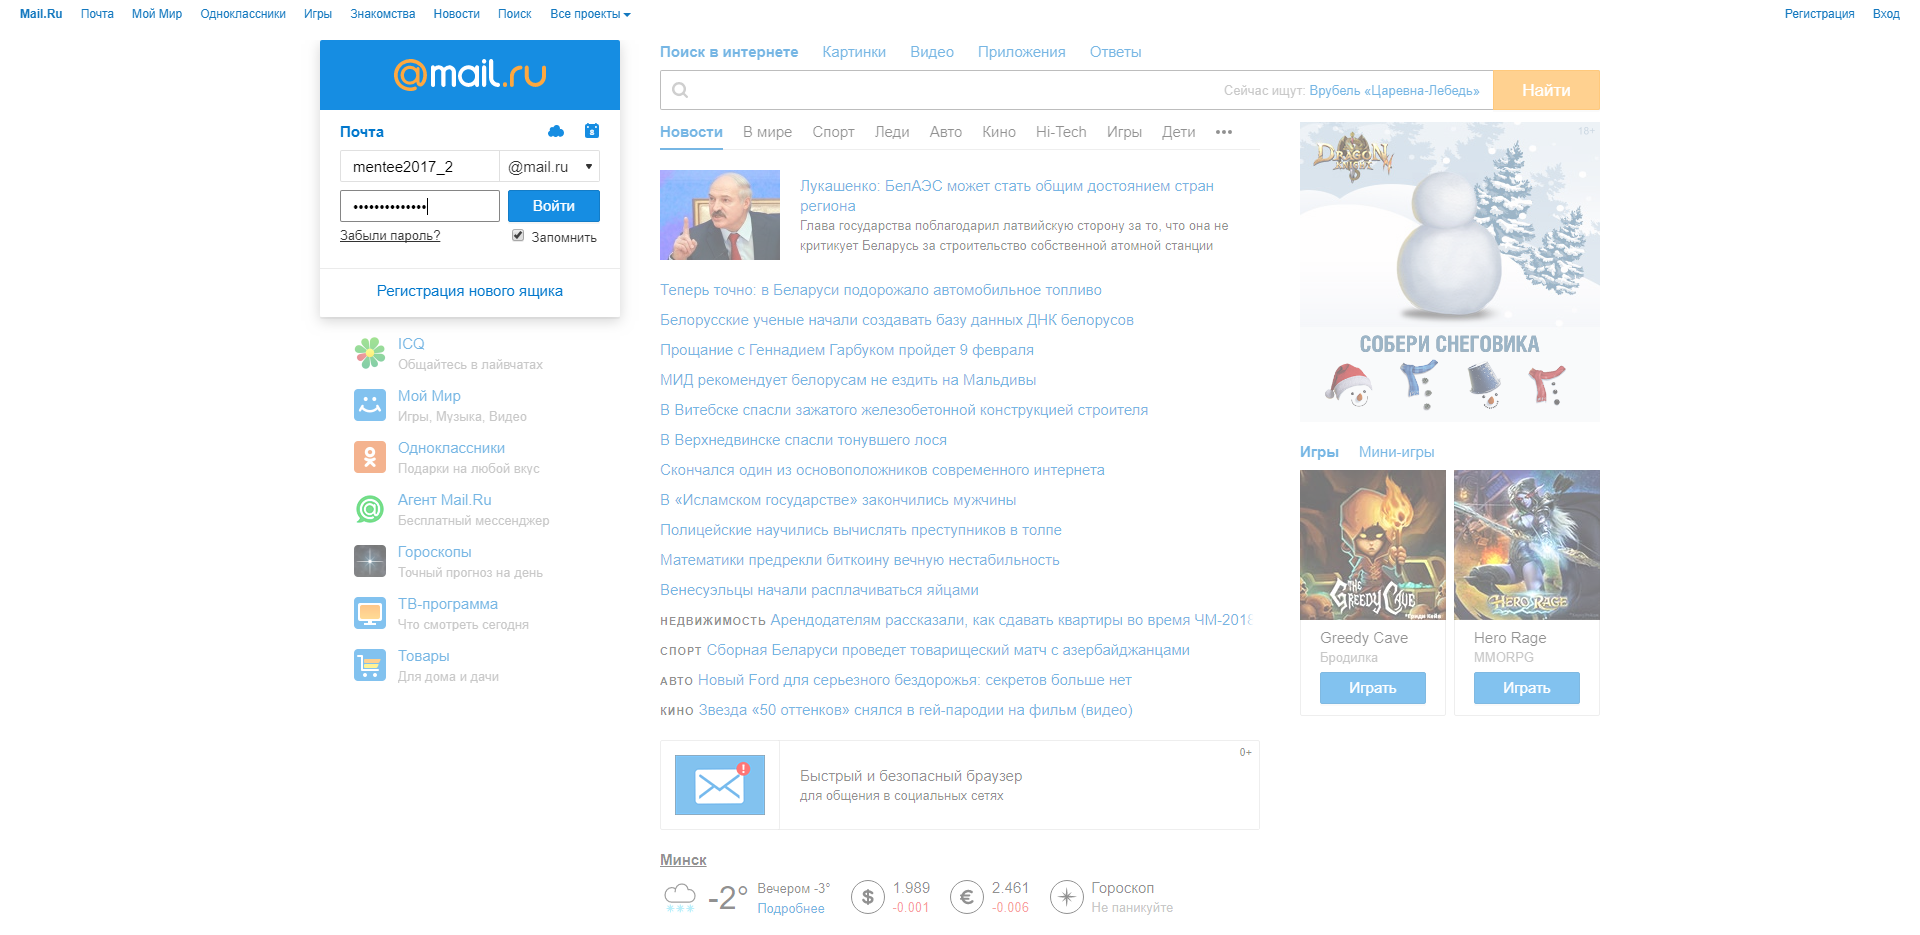 Mail.Ru Почта Мой Мир Одноклассники Игры Знакомства Новости Поиск Все проекты
Регистрация Вход
@mail.ru
Почта
mentee2017_2 @mail.ru
•••••••••••••• Войти
Забыли пароль? Запомнить
Регистрация нового ящика
ICQ
Общайтесь в лайвчатах
Мой Мир
Игры, Музыка, Видео
Одноклассники
Подарки на любой вкус
Агент Mail.Ru
Бесплатный мессенджер
Гороскопы
Точный прогноз на день
ТВ-программа
Что смотреть сегодня
Товары
Для дома и дачи
Поиск в интернете Картинки Видео Приложения Ответы
Сейчас ищут: Врубель «Царевна-Лебедь» Найти
Новости В мире Спорт Леди Авто Кино Hi-Tech Игры Дети •••
Лукашенко: БелАЭС может стать общим достоянием стран
региона
Глава государства поблагодарил латвийскую сторону за то, что она не
критикует Беларусь за строительство собственной атомной станции
Теперь точно: в Беларуси подорожало автомобильное топливо
Белорусские ученые начали создавать базу данных ДНК белорусов
Прощание с Геннадием Гарбуком пройдет 9 февраля
МИД рекомендует белорусам не ездить на Мальдивы
В Витебске спасли зажатого железобетонной конструкцией строителя
В Верхнедвинске спасли тонувшего лося
Скончался один из основоположников современного интернета
В «Исламском государстве» закончились мужчины
Полицейские научились вычислять преступников в толпе
Математики предрекли биткоину вечную нестабильность
Венесуэльцы начали расплачиваться яйцами
НЕДВИЖИМОСТЬ Арендодателям рассказали, как сдавать квартиры во время ЧМ-2018
СПОРТ Сборная Беларуси проведет товарищеский матч с азербайджанцами
АВТО Новый Ford для серьезного бездорожья: секретов больше нет
КИНО Звезда «50 оттенков» снялся в гей-пародии на фильм (видео)
0+
Быстрый и безопасный браузер
для общения в социальных сетях
Минск
-2° Вечером -3°
Подробнее
$ 1.989
-0.001
€ 2.461
-0.006
Гороскоп
Не паникуйте
18+
DRAGON KNIGHT
СОБЕРИ СНЕГОВИКА
Игры Мини-игры
THE GREEDY CAVE
Greedy Cave
Бродилка
Играть
HERO RAGE
Hero Rage
MMORPG
Играть